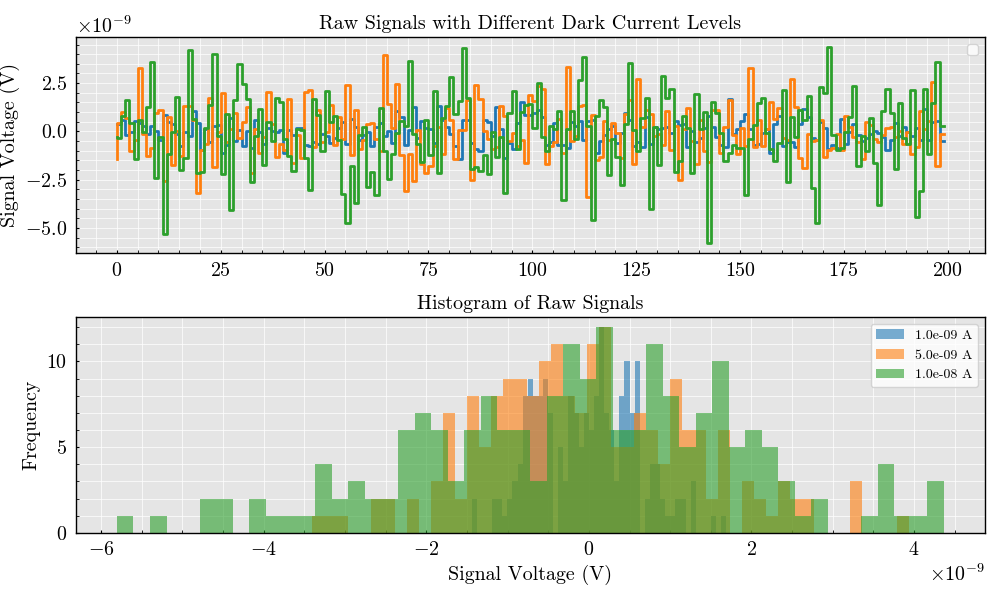 Raw Signals with Different Dark Current Levels
×10⁻⁹
Signal Voltage (V)
2.5
0.0
−2.5
−5.0
0 25 50 75 100 125 150 175 200
Histogram of Raw Signals
Frequency
10
5
0
1.0e-09 A
5.0e-09 A
1.0e-08 A
−6 −4 −2 0 2 4
Signal Voltage (V)
×10⁻⁹